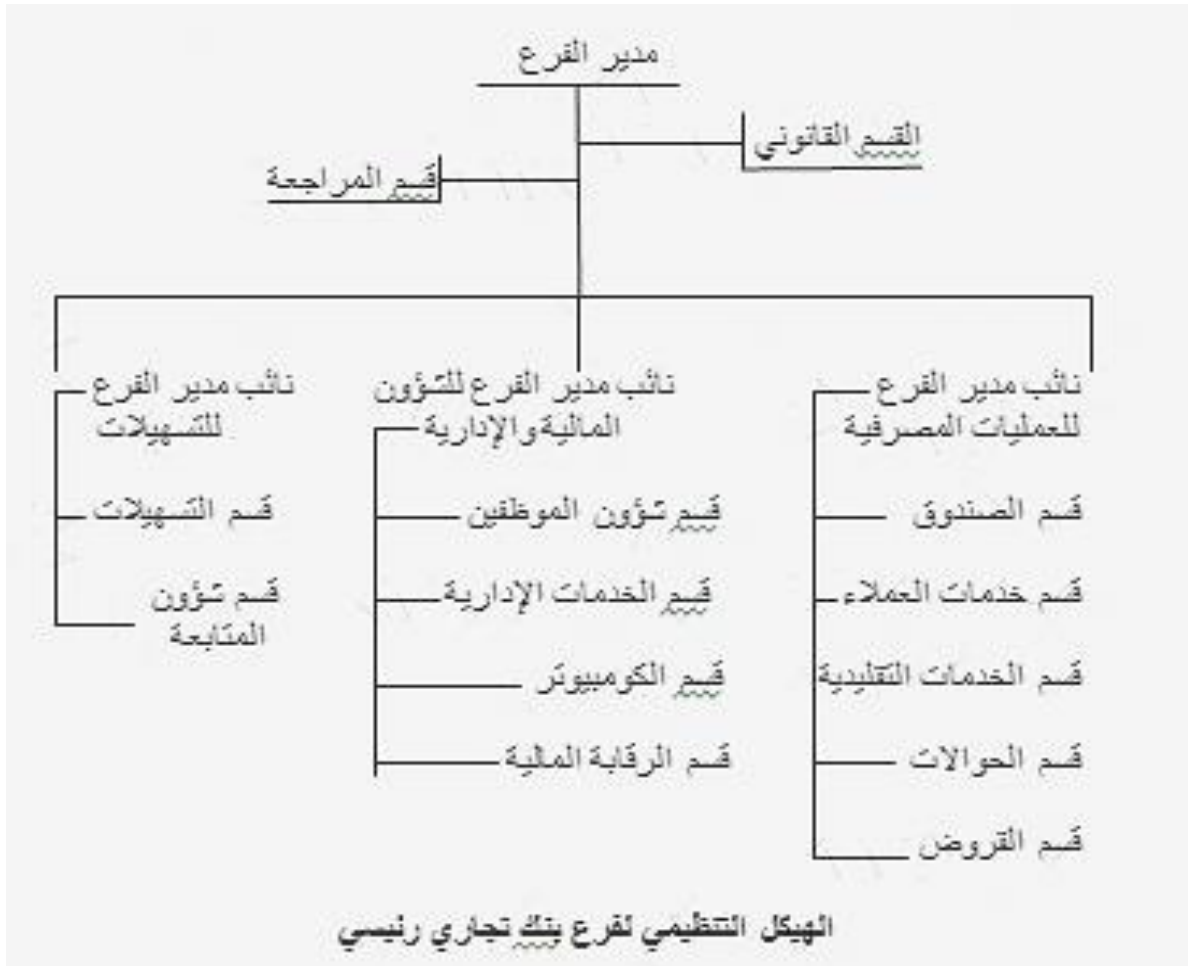 مدير الفرع
القسم القانوني
قسم المراجعة
نائب مدير الفرع
للعمليات المصرفية
قسم الصندوق
قسم خدمات العملاء
قسم الخدمات التقليدية
قسم الحوالات
قسم القروض
نائب مدير الفرع للشؤون
المالية والإدارية
قسم شؤون الموظفين
قسم الخدمات الإدارية
قسم الكومبيوتر
قسم الرقابة المالية
نائب مدير الفرع
للتسهيلات
قسم التسهيلات
قسم شؤون
المتابعة
الهيكل التنظيمي لفرع بنك تجاري رئيسي